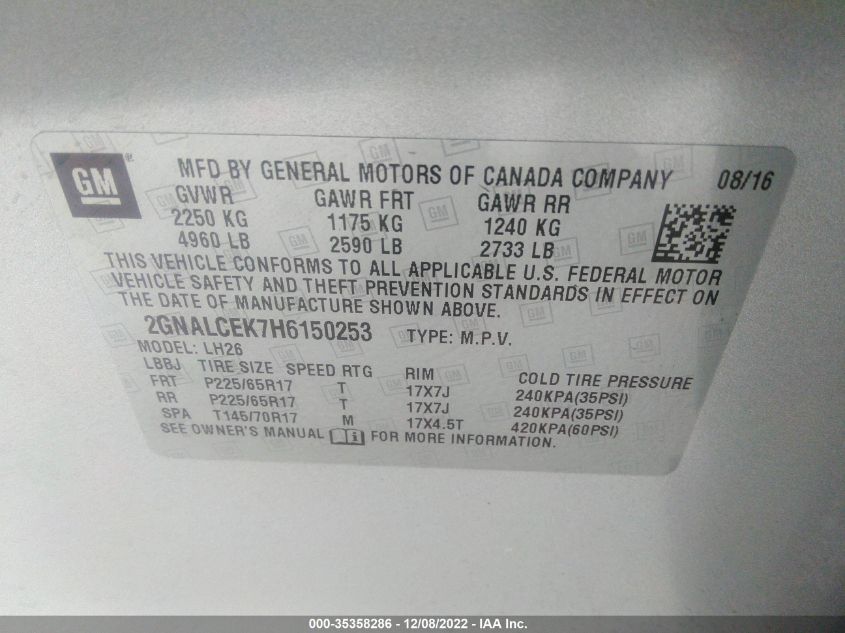 GM ®
MFD BY GENERAL MOTORS OF CANADA COMPANY 08/16
GVWR GAWR FRT GAWR RR
2250 KG 1175 KG 1240 KG
4960 LB 2590 LB 2733 LB
THIS VEHICLE CONFORMS TO ALL APPLICABLE U.S. FEDERAL MOTOR
VEHICLE SAFETY AND THEFT PREVENTION STANDARDS IN EFFECT ON
THE DATE OF MANUFACTURE SHOWN ABOVE.
2GNALCEK7H6150253 TYPE: M.P.V.
MODEL: LH26
LBBJ TIRE SIZE SPEED RTG RIM COLD TIRE PRESSURE
FRT P225/65R17 T 17X7J 240KPA(35PSI)
RR P225/65R17 T 17X7J 240KPA(35PSI)
SPA T145/70R17 M 17X4.5T 420KPA(60PSI)
SEE OWNER'S MANUAL FOR MORE INFORMATION.
000-35358286 - 12/08/2022 - IAA Inc.